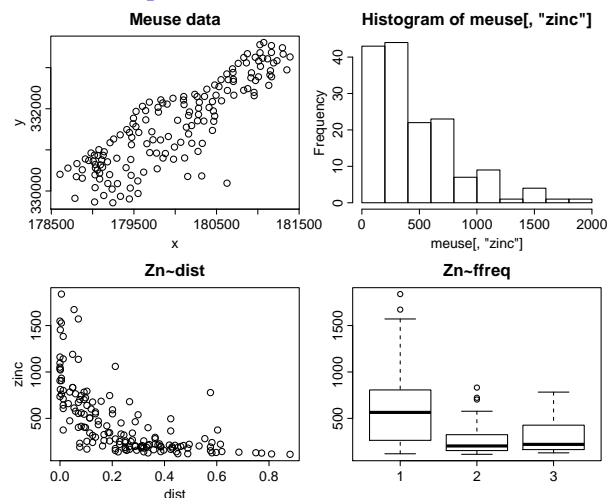 Meuse data
332000
330000
y
178500 179500 180500 181500
x
Histogram of meuse[, "zinc"]
40
30
20
10
0
Frequency
0 500 1000 1500 2000
meuse[, "zinc"]
Zn~dist
1500
1000
500
zinc
0.0 0.2 0.4 0.6 0.8
dist
Zn~ffreq
1500
1000
500
1 2 3